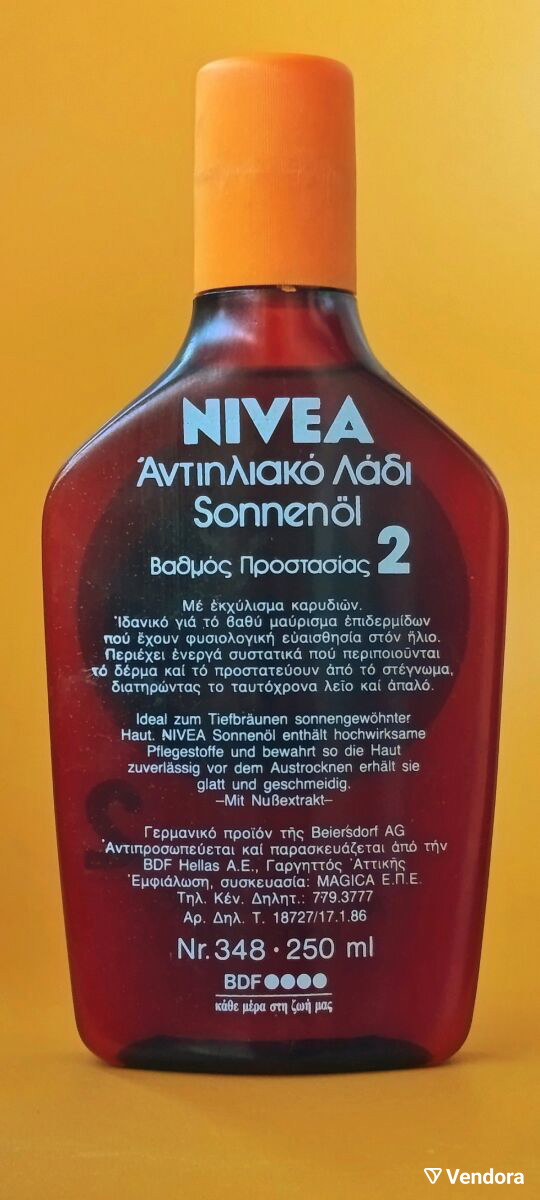 NIVEA
Ἀντιηλιακό Λάδι
Sonnenöl
Βαθμός Προστασίας 2
Μέ ἐκχύλισμα καρυδιῶν.
Ἰδανικό γιά τό βαθύ μαύρισμα ἐπιδερμίδων
πού ἔχουν φυσιολογική εὐαισθησία στόν ἥλιο.
Περιέχει ἐνεργά συστατικά πού περιποιοῦνται
τό δέρμα καί τό προστατεύουν ἀπό τό στέγνωμα,
διατηρώντας το ταυτόχρονα λεῖο καί ἁπαλό.
Ideal zum Tiefbräunen sonnengewöhnter
Haut. NIVEA Sonnenöl enthält hochwirksame
Pflegestoffe und bewahrt so die Haut
zuverlässig vor dem Austrocknen erhält sie
glatt und geschmeidig.
–Mit Nußextrakt–
Γερμανικό προϊόν τῆς Beiersdorf AG
Ἀντιπροσωπεύεται καί παρασκευάζεται ἀπό τήν
BDF Hellas A.E., Γαργηττός Ἀττικῆς
Ἐμφιάλωση, συσκευασία: MAGICA Ε.Π.Ε.
Τηλ. Κέν. Δηλητ.: 779.3777
Αρ. Δηλ. Τ. 18727/17.1.86
Nr. 348 · 250 ml
BDF●●●●
κάθε μέρα στη ζωή μας
2
Vendora